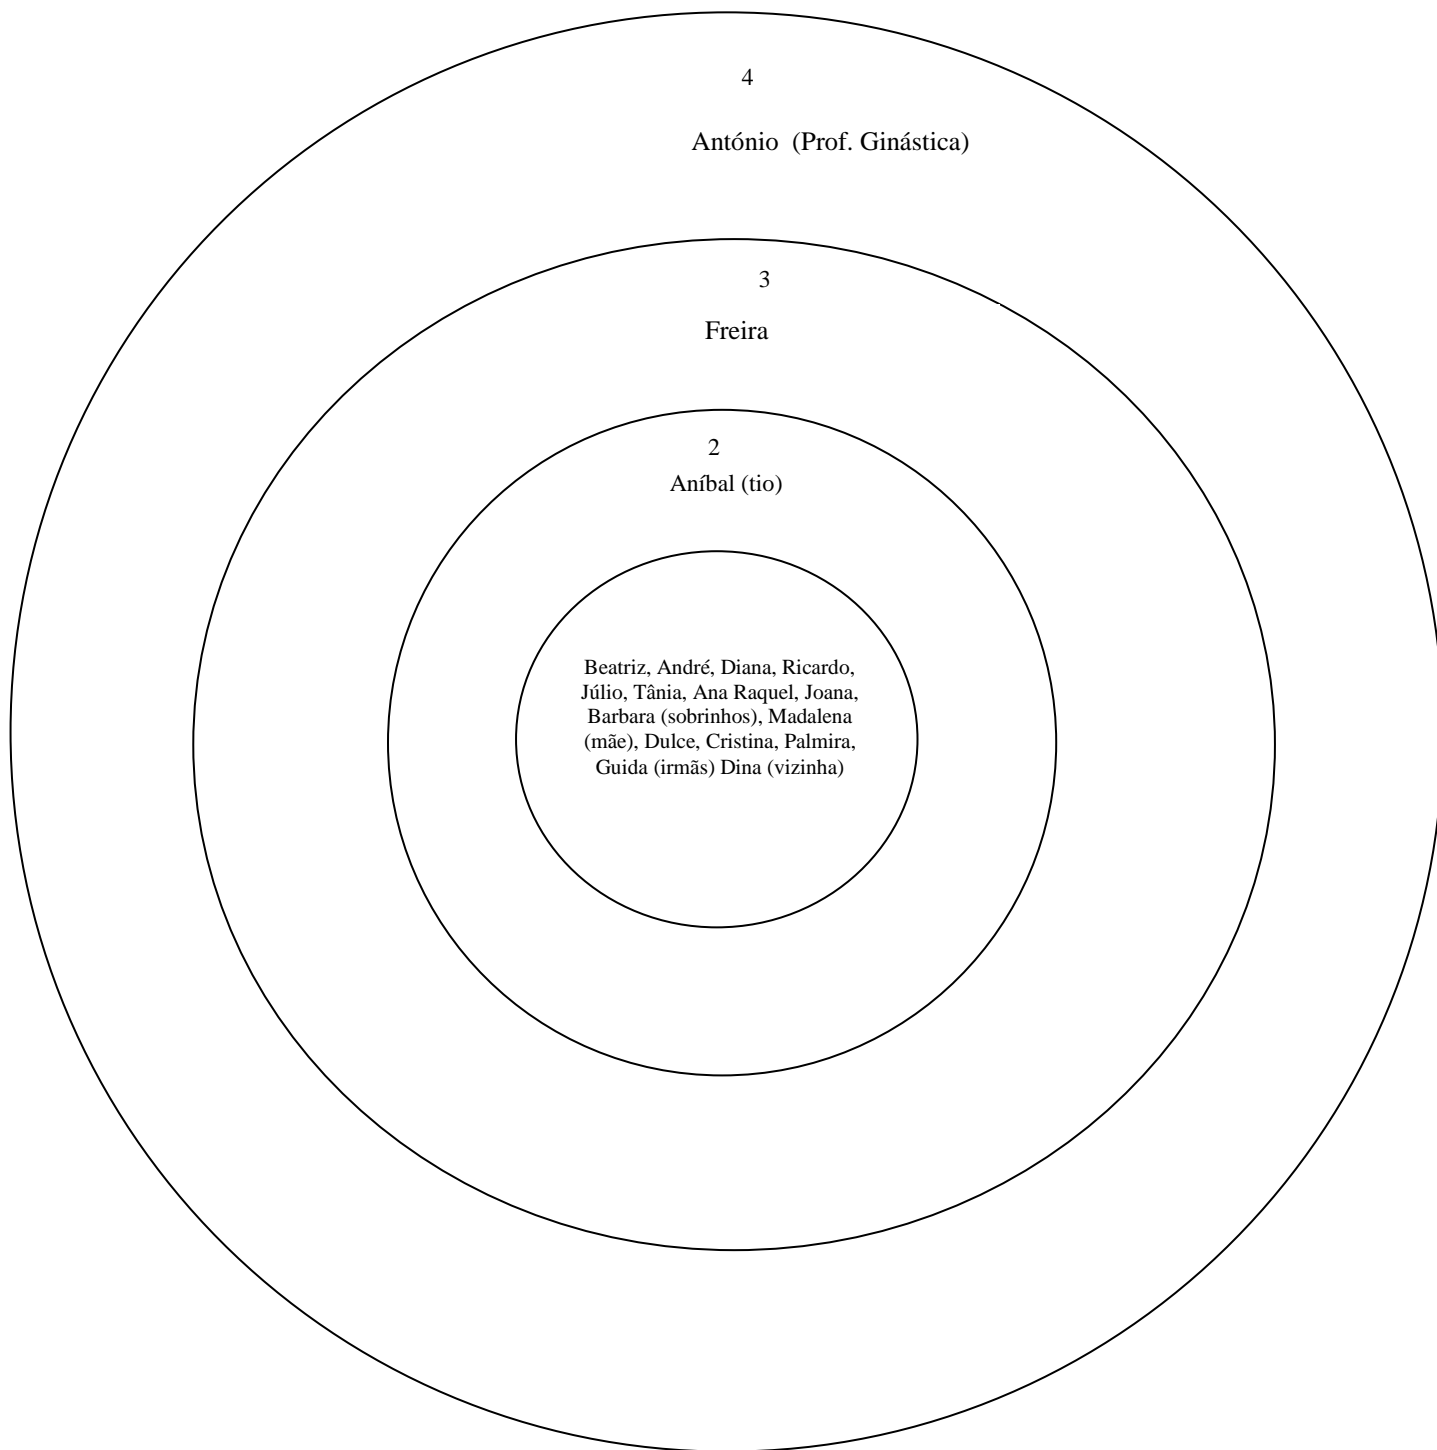 4
António  (Prof. Ginástica)
3
Freira
2
Aníbal (tio)
Beatriz, André, Diana, Ricardo,
Júlio, Tânia, Ana Raquel, Joana,
Barbara (sobrinhos), Madalena
(mãe), Dulce, Cristina, Palmira,
Guida (irmãs) Dina (vizinha)